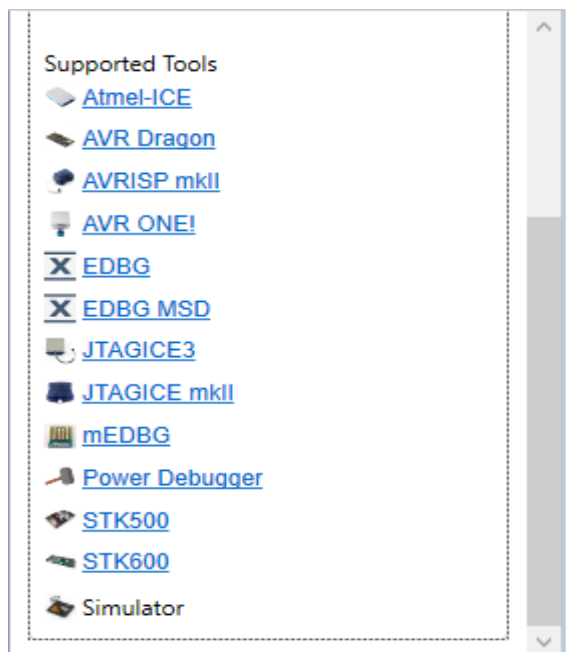 Supported Tools
Atmel-ICE
AVR Dragon
AVRISP mkII
AVR ONE!
EDBG
EDBG MSD
JTAGICE3
JTAGICE mkII
mEDBG
Power Debugger
STK500
STK600
Simulator